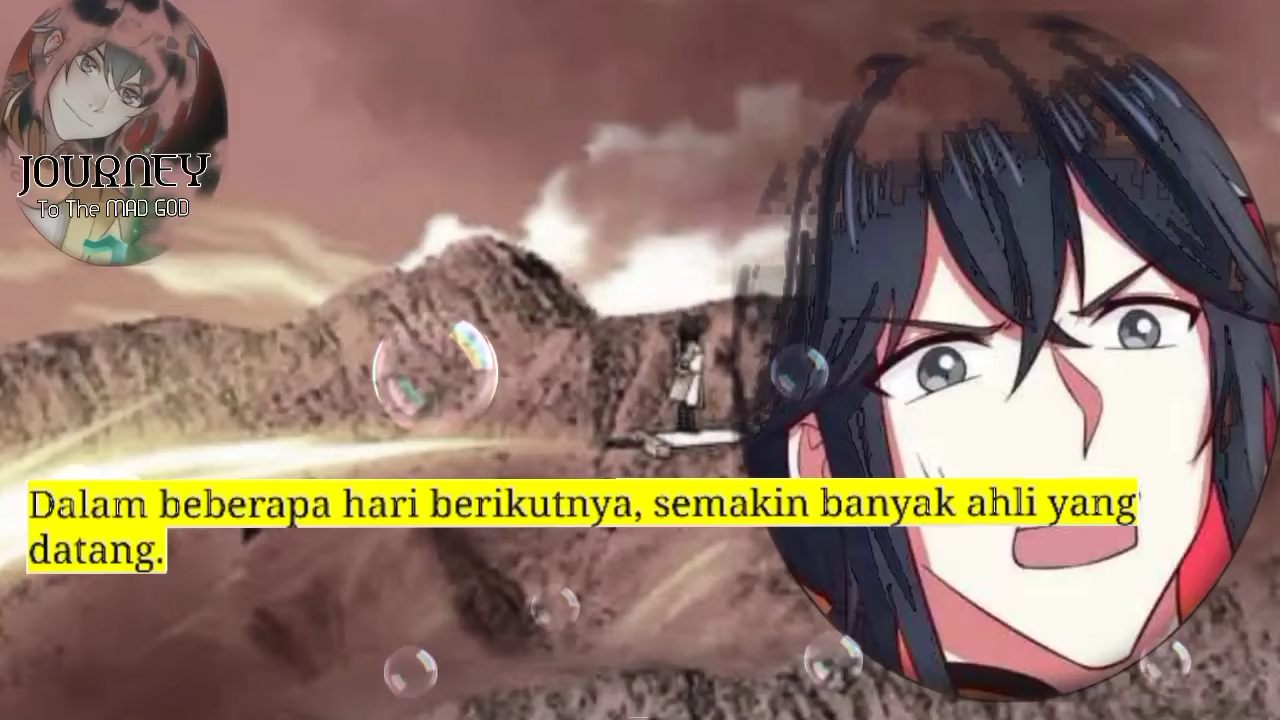 JOURNEY
To The MAD GOD
Dalam beberapa hari berikutnya, semakin banyak ahli yang
datang.